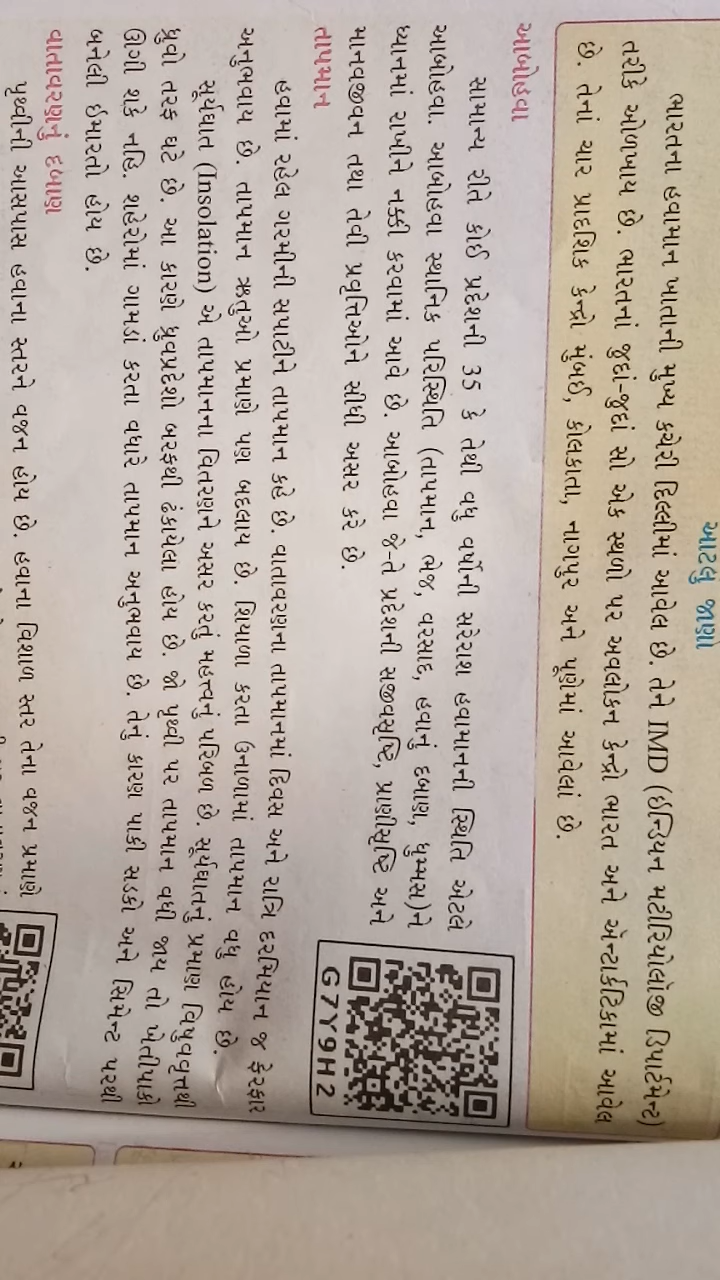 આટલું જાણો
ભારતના હવામાન ખાતાની મુખ્ય કચેરી દિલ્લીમાં આવેલ છે. તેને IMD (ઇન્ડિયન મટીરિયોલૉજી ડિપાર્ટમેન્ટ)
તરીકે ઓળખાય છે. ભારતનાં જુદાં-જુદાં સો એક સ્થળો પર અવલોકન કેન્દ્રો ભારત અને એન્ટાર્કટિકામાં આવેલ
છે. તેનાં ચાર પ્રાદેશિક કેન્દ્રો મુંબઈ, કોલકાતા, નાગપુર અને પૂણેમાં આવેલાં છે.
આબોહવા
સામાન્ય રીતે કોઈ પ્રદેશની 35 કે તેથી વધુ વર્ષોની સરેરાશ હવામાનની સ્થિતિ એટલે
આબોહવા. આબોહવા સ્થાનિક પરિસ્થિતિ (તાપમાન, ભેજ, વરસાદ, હવાનું દબાણ, ધુમ્મસ)ને
ધ્યાનમાં રાખીને નક્કી કરવામાં આવે છે. આબોહવા જે-તે પ્રદેશની સજીવસૃષ્ટિ, પ્રાણીસૃષ્ટિ અને
માનવજીવન તથા તેની પ્રવૃત્તિઓને સીધી અસર કરે છે.
G7Y9H2
તાપમાન
હવામાં રહેલ ગરમીની સપાટીને તાપમાન કહે છે. વાતાવરણના તાપમાનમાં દિવસ અને રાત્રિ દરમિયાન જ ફેરફાર
અનુભવાય છે. તાપમાન ઋતુઓ પ્રમાણે પણ બદલાય છે. શિયાળા કરતા ઉનાળામાં તાપમાન વધુ હોય છે.
સૂર્યઘાત (Insolation) એ તાપમાનના વિતરણને અસર કરતું મહત્ત્વનું પરિબળ છે. સૂર્યઘાતનું પ્રમાણ વિષુવવૃત્તથી
ધ્રુવો તરફ ઘટે છે. આ કારણે ધ્રુવપ્રદેશો બરફથી ઢંકાયેલા હોય છે. જો પૃથ્વી પર તાપમાન વધી જાય તો ખેતીપાકો
ઊગી શકે નહિ. શહેરોમાં ગામડાં કરતા વધારે તાપમાન અનુભવાય છે. તેનું કારણ પાકી સડકો અને સિમેન્ટ પરથી
બનેલી ઈમારતો હોય છે.
વાતાવરણનું દબાણ
પૃથ્વીની આસપાસ હવાના સ્તરને વજન હોય છે. હવાના વિશાળ સ્તર તેના વજન પ્રમાણે